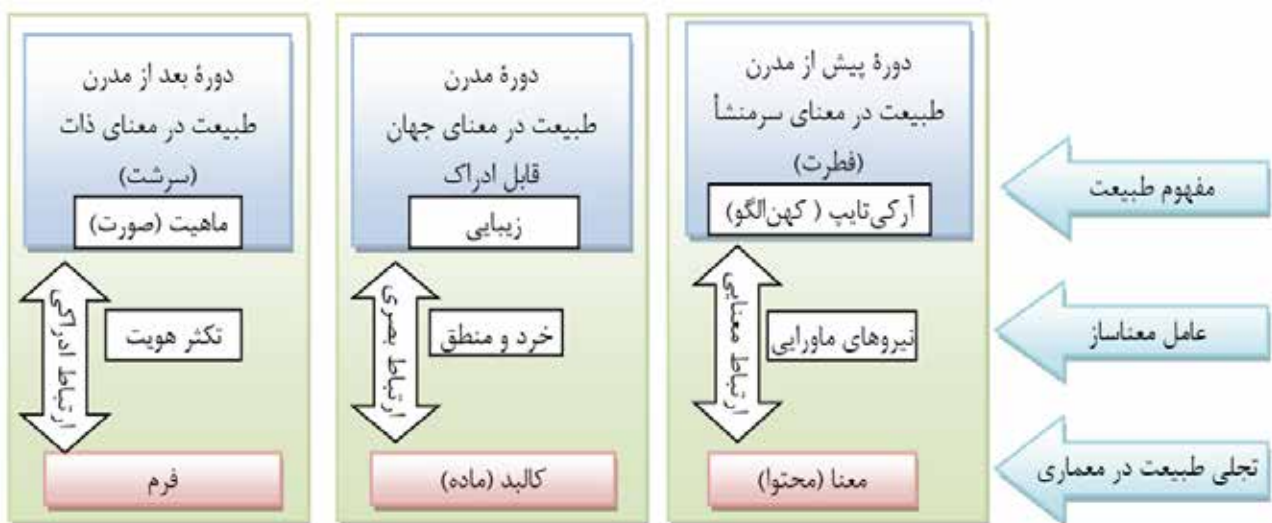 مفهوم طبیعت
عامل معناساز
تجلی طبیعت در معماری
دورهٔ پیش از مدرن
طبیعت در معنای سرمنشأ
(فطرت)
آرکی‌تایپ ( کهن‌الگو)
ارتباط معنایی
نیروهای ماورایی
معنا (محتوا)
دورهٔ مدرن
طبیعت در معنای جهان
قابل ادراک
زیبایی
ارتباط بصری
خرد و منطق
کالبد (ماده)
دورهٔ بعد از مدرن
طبیعت در معنای ذات
(سرشت)
ماهیت (صورت)
ارتباط ادراکی
تکثر هویت
فرم